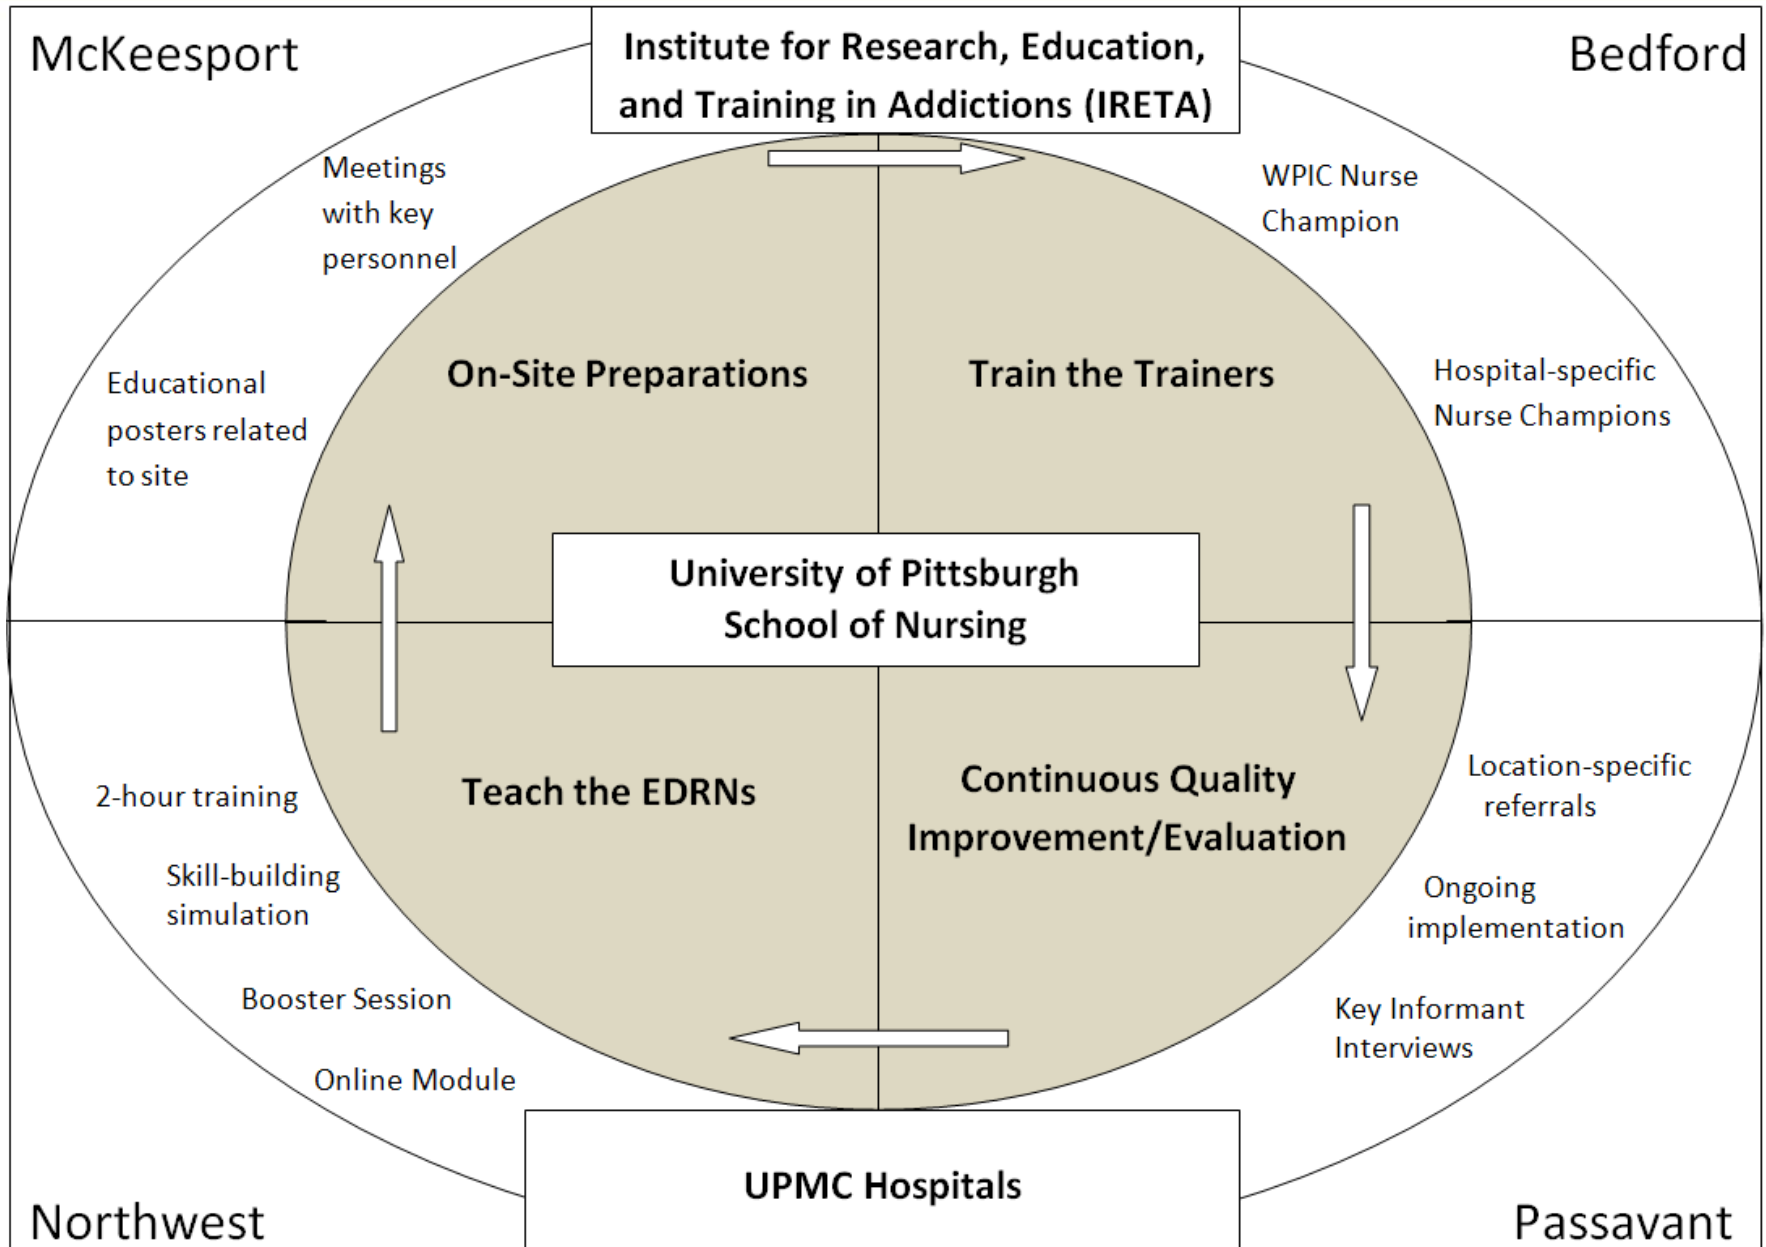 McKeesport
Institute for Research, Education,
and Training in Addictions (IRETA)
Bedford
Meetings
with key
personnel
WPIC Nurse
Champion
Educational
posters related
to site
On-Site Preparations
Train the Trainers
Hospital-specific
Nurse Champions
University of Pittsburgh
School of Nursing
2-hour training
Skill-building
simulation
Booster Session
Online Module
Teach the EDRNs
Continuous Quality
Improvement/Evaluation
Location-specific
referrals
Ongoing
implementation
Key Informant
Interviews
Northwest
UPMC Hospitals
Passavant